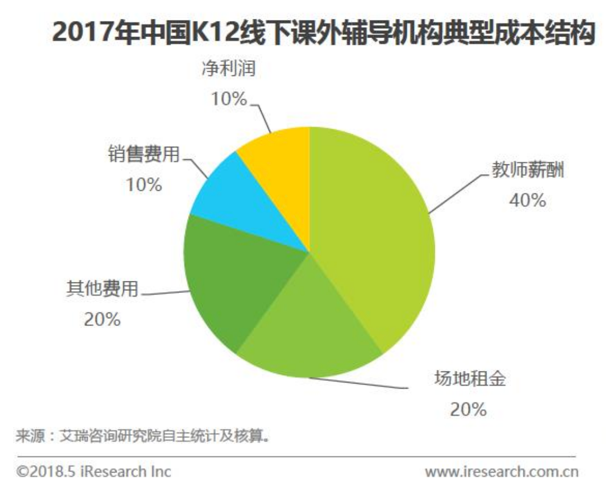 2017年中国K12线下课外辅导机构典型成本结构
净利润
10%
销售费用
10%
教师薪酬
40%
其他费用
20%
场地租金
20%
来源：艾瑞咨询研究院自主统计及核算。
©2018.5 iResearch Inc
www.iresearch.com.cn